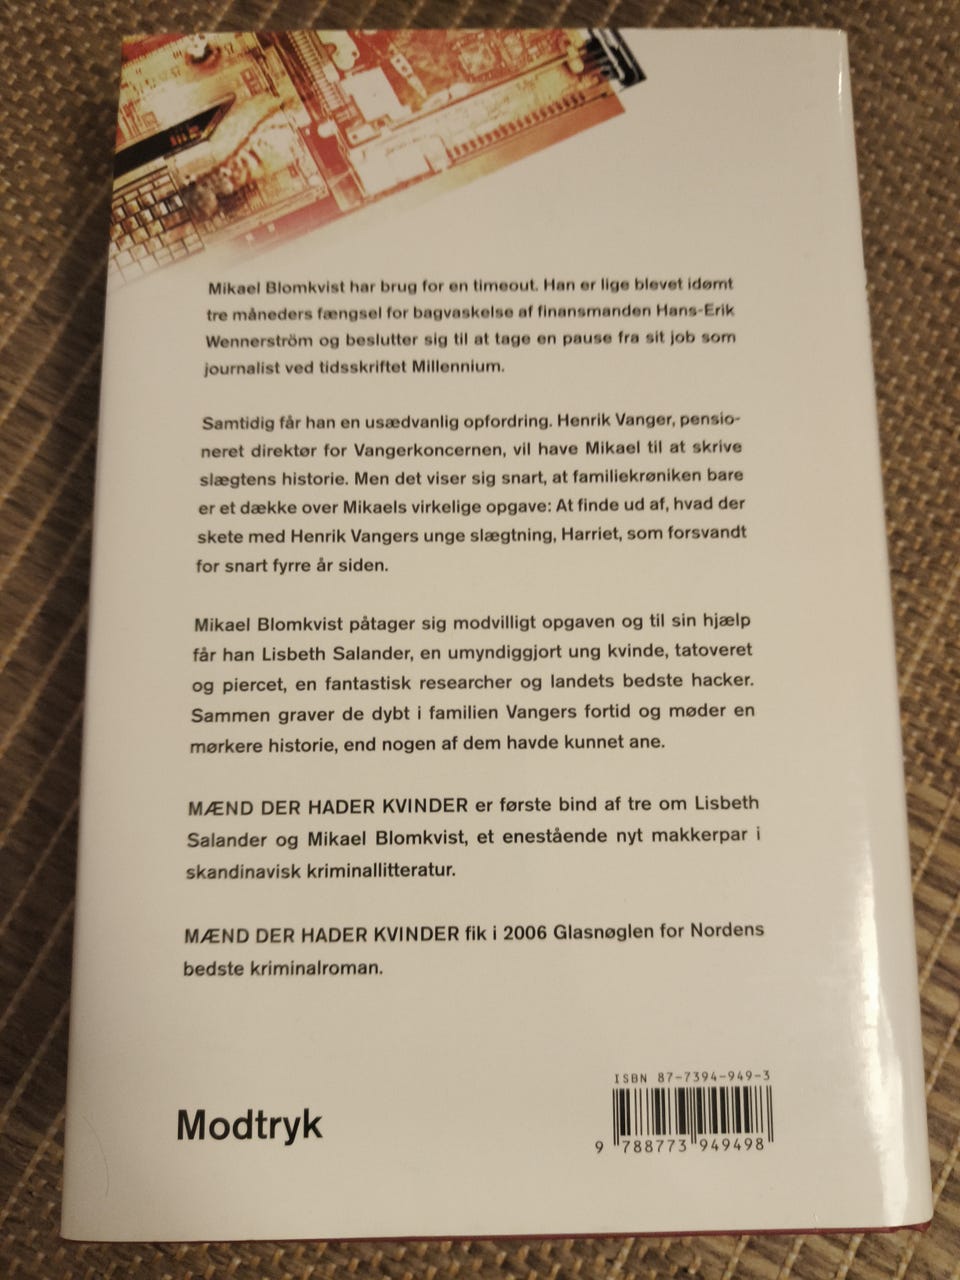 Mikael Blomkvist har brug for en timeout. Han er lige blevet idømt
tre måneders fængsel for bagvaskelse af finansmanden Hans-Erik
Wennerström og beslutter sig til at tage en pause fra sit job som
journalist ved tidsskriftet Millennium.
Samtidig får han en usædvanlig opfordring. Henrik Vanger, pensio-
neret direktør for Vangerkoncernen, vil have Mikael til at skrive
slægtens historie. Men det viser sig snart, at familiekrøniken bare
er et dække over Mikaels virkelige opgave: At finde ud af, hvad der
skete med Henrik Vangers unge slægtning, Harriet, som forsvandt
for snart fyrre år siden.
Mikael Blomkvist påtager sig modvilligt opgaven og til sin hjælp
får han Lisbeth Salander, en umyndiggjort ung kvinde, tatoveret
og piercet, en fantastisk researcher og landets bedste hacker.
Sammen graver de dybt i familien Vangers fortid og møder en
mørkere historie, end nogen af dem havde kunnet ane.
MÆND DER HADER KVINDER er første bind af tre om Lisbeth
Salander og Mikael Blomkvist, et enestående nyt makkerpar i
skandinavisk kriminallitteratur.
MÆND DER HADER KVINDER fik i 2006 Glasnøglen for Nordens
bedste kriminalroman.
ISBN 87-7394-949-3
Modtryk
9 788773 949498